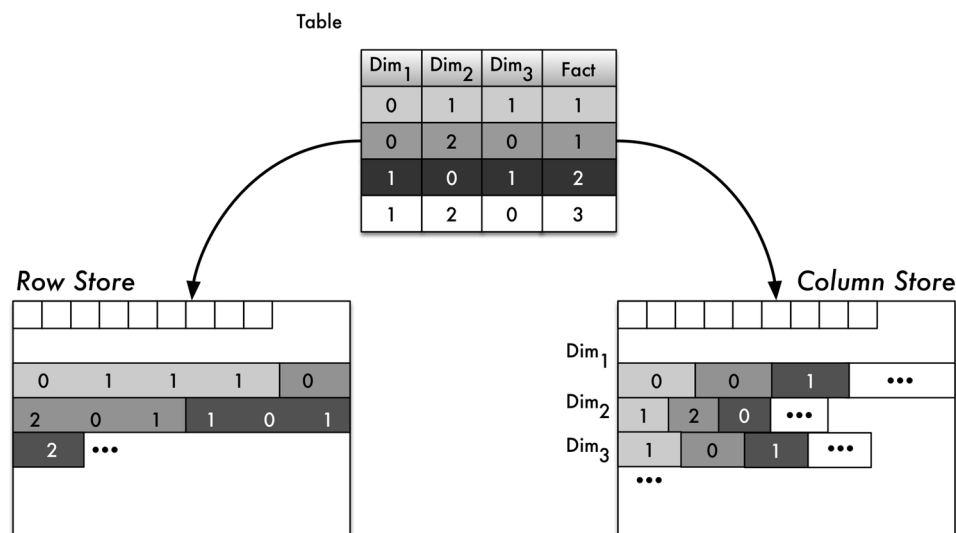 Table
Dim1 Dim2 Dim3 Fact
0 1 1 1
0 2 0 1
1 0 1 2
1 2 0 3
Row Store
0 1 1 1 0
2 0 1 1 0 1
2 •••
Column Store
Dim1
0 0 1 •••
Dim2
1 2 0 •••
Dim3
1 0 1 •••
•••